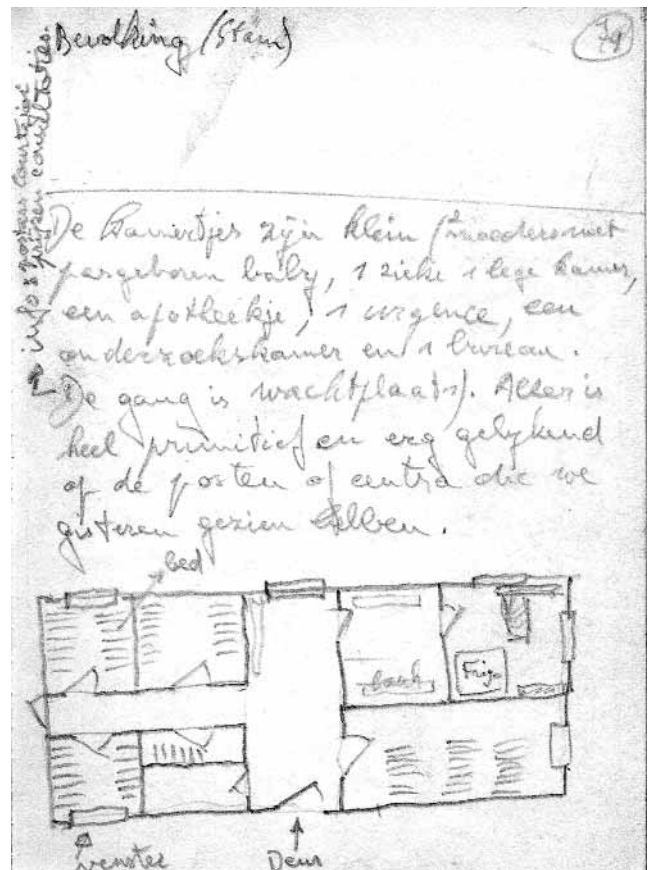 Bevolking (Stam)
79
De kamertjes zijn klein (2 moeders met
pasgeboren baby, 1 zieke 1 lege kamer,
een apotheekje, 1 urgence, een
onderzoekskamer en 1 bureau.
De gang is wachtplaats). Alles is
heel primitief en erg gelijkend
op de posten of centra die we
gisteren gezien hebben.
bed
bank
Frigo
venster
Deur